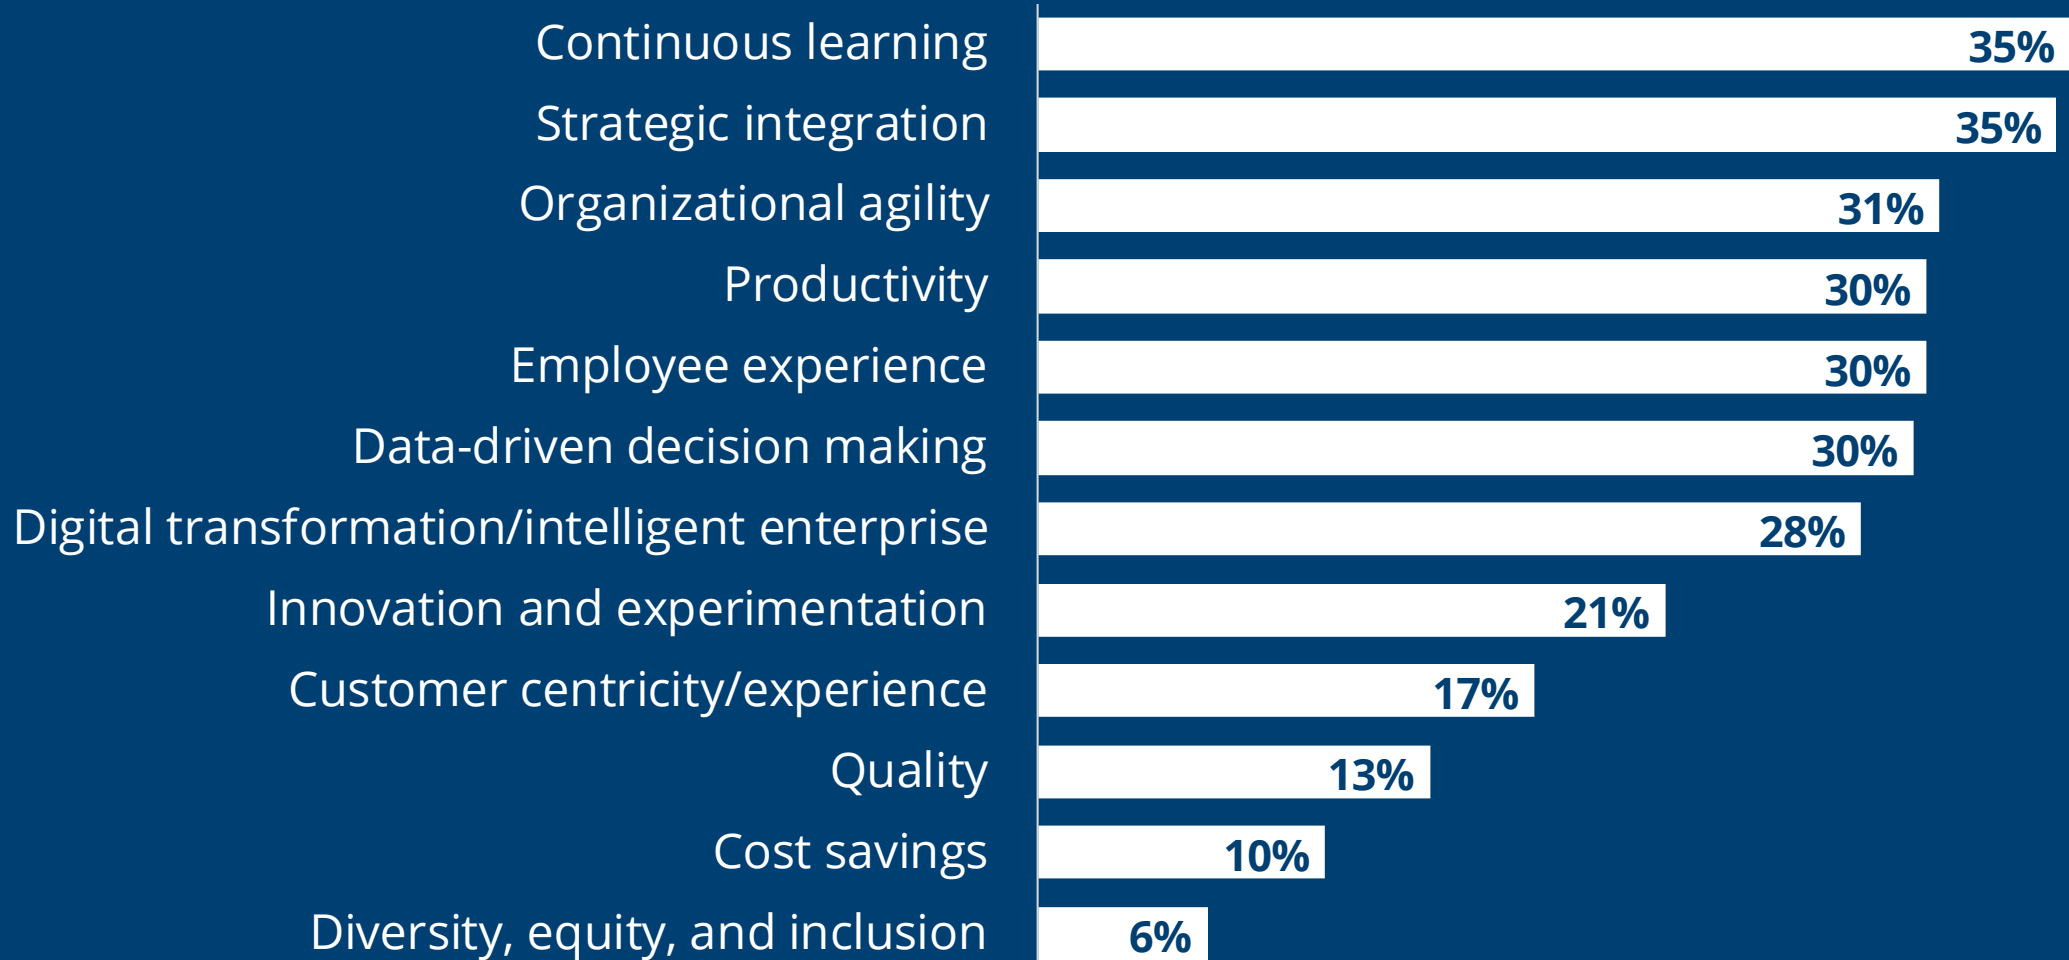 Continuous learning 35%
Strategic integration 35%
Organizational agility 31%
Productivity 30%
Employee experience 30%
Data-driven decision making 30%
Digital transformation/intelligent enterprise 28%
Innovation and experimentation 21%
Customer centricity/experience 17%
Quality 13%
Cost savings 10%
Diversity, equity, and inclusion 6%